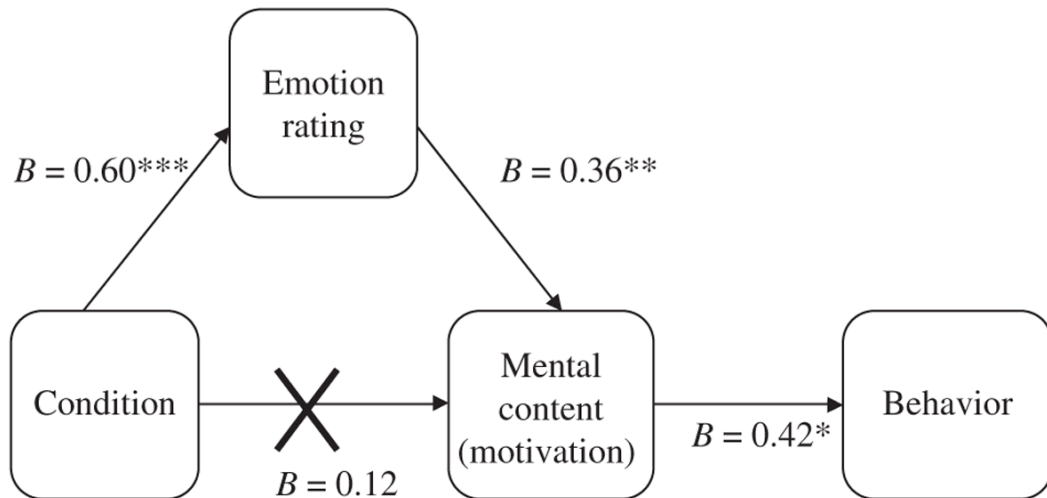 Emotion
rating
B = 0.60***
B = 0.36**
Condition
B = 0.12
Mental
content
(motivation)
B = 0.42*
Behavior